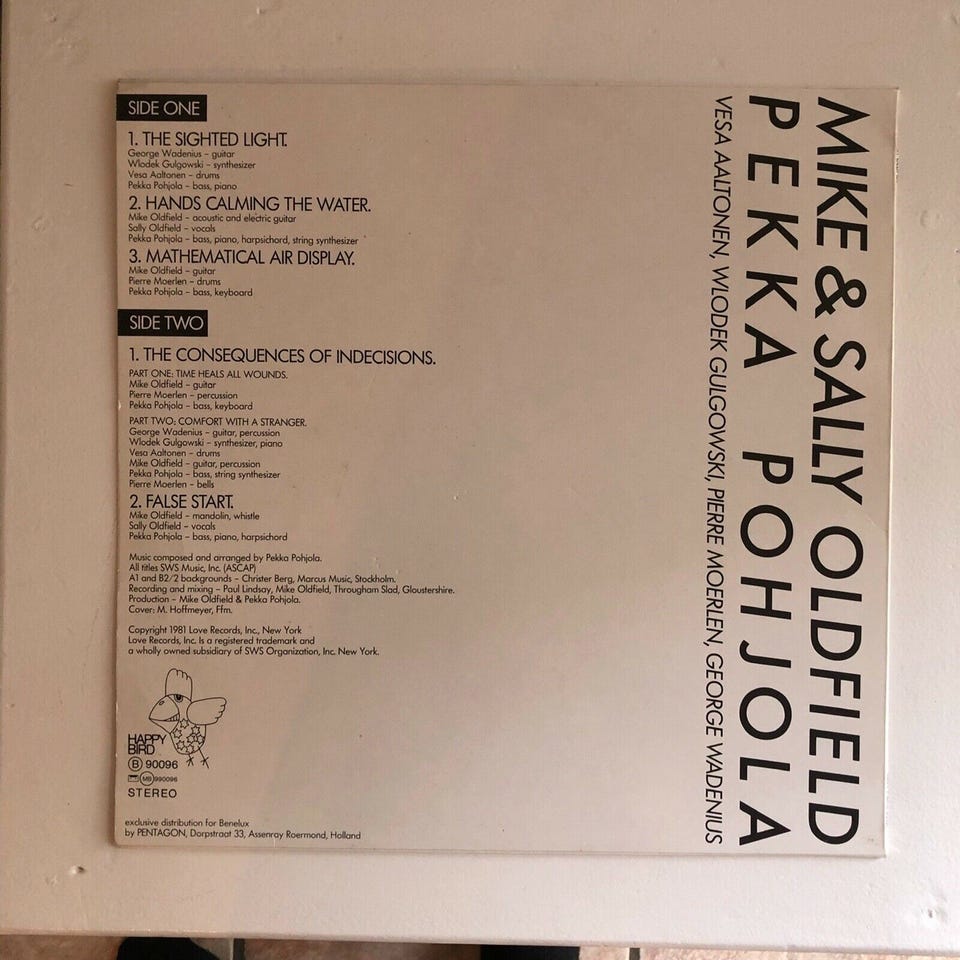 SIDE ONE
1. THE SIGHTED LIGHT.
George Wadenius – guitar
Wlodek Gulgowski – synthesizer
Vesa Aaltonen – drums
Pekka Pohjola – bass, piano
2. HANDS CALMING THE WATER.
Mike Oldfield – acoustic and electric guitar
Sally Oldfield – vocals
Pekka Pohjola – bass, piano, harpsichord, string synthesizer
3. MATHEMATICAL AIR DISPLAY.
Mike Oldfield – guitar
Pierre Moerlen – drums
Pekka Pohjola – bass, keyboard
SIDE TWO
1. THE CONSEQUENCES OF INDECISIONS.
PART ONE: TIME HEALS ALL WOUNDS.
Mike Oldfield – guitar
Pierre Moerlen – percussion
Pekka Pohjola – bass, keyboard
PART TWO: COMFORT WITH A STRANGER.
George Wadenius – guitar, percussion
Wlodek Gulgowski – synthesizer, piano
Vesa Aaltonen – drums
Mike Oldfield – guitar, percussion
Pekka Pohjola – bass, string synthesizer
Pierre Moerlen – bells
2. FALSE START.
Mike Oldfield – mandolin, whistle
Sally Oldfield – vocals
Pekka Pohjola – bass, piano, harpsichord
Music composed and arranged by Pekka Pohjola.
All titles SWS Music, Inc. (ASCAP)
A1 and B2/2 backgrounds – Christer Berg, Marcus Music, Stockholm.
Recording and mixing – Paul Lindsay, Mike Oldfield, Througham Slad, Gloustershire.
Production – Mike Oldfield & Pekka Pohjola.
Cover: M. Hoffmeyer, Ffm.
Copyright 1981 Love Records, Inc., New York
Love Records, Inc. Is a registered trademark and
a wholly owned subsidiary of SWS Organization, Inc. New York.
HAPPY
BIRD
B 90096
MB 990096
STEREO
exclusive distribution for Benelux
by PENTAGON, Dorpstraat 33, Assenray Roermond, Holland
MIKE & SALLY OLDFIELD
PEKKA POHJOLA
VESA AALTONEN, WLODEK GULGOWSKI, PIERRE MOERLEN, GEORGE WADENIUS